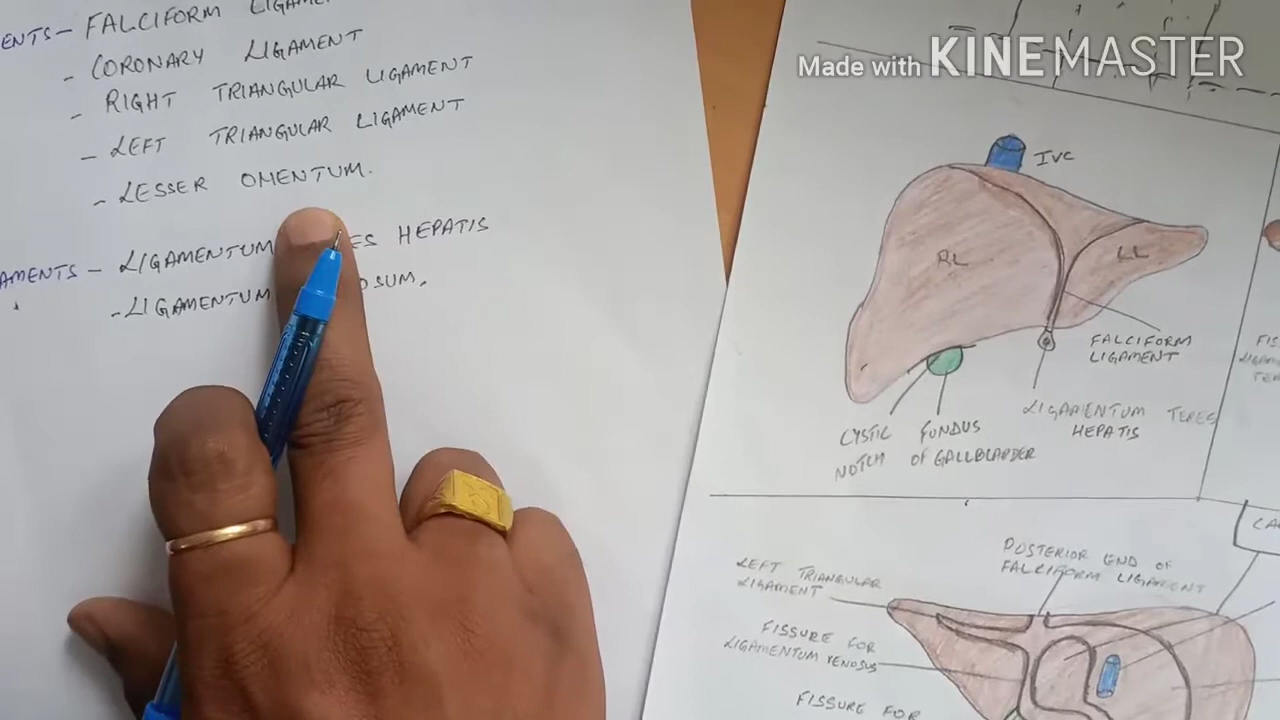 ENTS - FALCIFORM
- CORONARY LIGAMENT
- RIGHT TRIANGULAR LIGAMENT
- LEFT TRIANGULAR LIGAMENT
- LESSER OMENTUM.
AMENTS - LIGAMENTUM HEPATIS
- LIGAMENTUM
Made with KINEMASTER
IVC
RL
LL
FALCIFORM
LIGAMENT
LIGAMENTUM TERES
HEPATIS
CYSTIC FUNDUS
NOTCH OF GALLBLADDER
POSTERIOR END OF
FALCIFORM LIGAMENT
LEFT TRIANGULAR
LIGAMENT
FISSURE FOR
LIGAMENTUM VENOSUS
FISSURE FOR